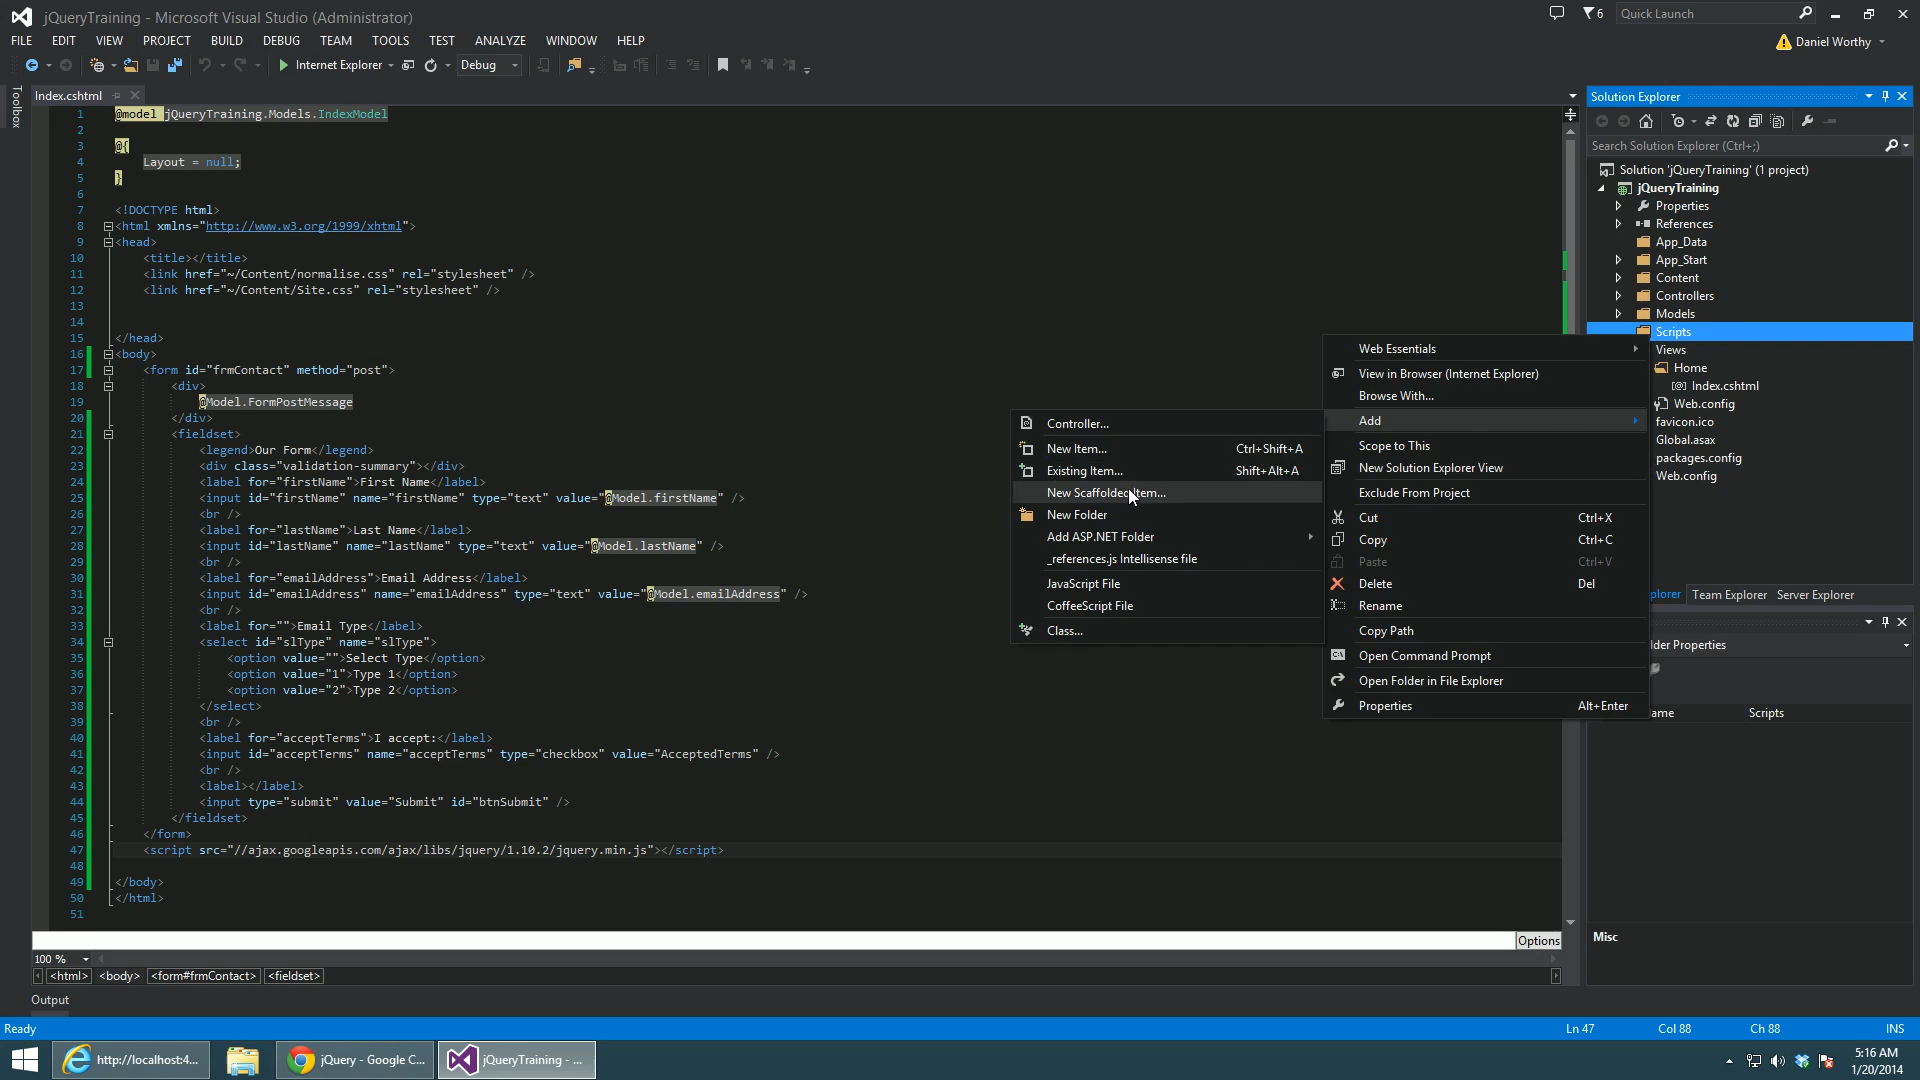 jQueryTraining - Microsoft Visual Studio (Administrator)
6
Quick Launch
FILE EDIT VIEW PROJECT BUILD DEBUG TEAM TOOLS TEST ANALYZE WINDOW HELP
Daniel Worthy
Internet Explorer
Debug
Toolbox
Index.cshtml
1 @model jQueryTraining.Models.IndexModel
2
3 @{
4 Layout = null;
5 }
6
7 <!DOCTYPE html>
8 <html xmlns="http://www.w3.org/1999/xhtml">
9 <head>
10 <title></title>
11 <link href="~/Content/normalise.css" rel="stylesheet" />
12 <link href="~/Content/Site.css" rel="stylesheet" />
13
14
15 </head>
16 <body>
17 <form id="frmContact" method="post">
18 <div>
19 @Model.FormPostMessage
20 </div>
21 <fieldset>
22 <legend>Our Form</legend>
23 <div class="validation-summary"></div>
24 <label for="firstName">First Name</label>
25 <input id="firstName" name="firstName" type="text" value="@Model.firstName" />
26 <br />
27 <label for="lastName">Last Name</label>
28 <input id="lastName" name="lastName" type="text" value="@Model.lastName" />
29 <br />
30 <label for="emailAddress">Email Address</label>
31 <input id="emailAddress" name="emailAddress" type="text" value="@Model.emailAddress" />
32 <br />
33 <label for="">Email Type</label>
34 <select id="slType" name="slType">
35 <option value="">Select Type</option>
36 <option value="1">Type 1</option>
37 <option value="2">Type 2</option>
38 </select>
39 <br />
40 <label for="acceptTerms">I accept:</label>
41 <input id="acceptTerms" name="acceptTerms" type="checkbox" value="AcceptedTerms" />
42 <br />
43 <label></label>
44 <input type="submit" value="Submit" id="btnSubmit" />
45 </fieldset>
46 </form>
47 <script src="//ajax.googleapis.com/ajax/libs/jquery/1.10.2/jquery.min.js"></script>
48
49 </body>
50 </html>
51
Options
100 %
<html> <body> <form#frmContact> <fieldset>
Output
Controller...
New Item... Ctrl+Shift+A
Existing Item... Shift+Alt+A
New Scaffolded Item...
New Folder
Add ASP.NET Folder
_references.js Intellisense file
JavaScript File
CoffeeScript File
Class...
Web Essentials
View in Browser (Internet Explorer)
Browse With...
Add
Scope to This
New Solution Explorer View
Exclude From Project
Cut Ctrl+X
Copy Ctrl+C
Paste Ctrl+V
Delete Del
Rename
Copy Path
Open Command Prompt
Open Folder in File Explorer
Properties Alt+Enter
Solution Explorer
Search Solution Explorer (Ctrl+;)
Solution 'jQueryTraining' (1 project)
jQueryTraining
Properties
References
App_Data
App_Start
Content
Controllers
Models
Scripts
Views
Home
Index.cshtml
Web.config
favicon.ico
Global.asax
packages.config
Web.config
plorer Team Explorer Server Explorer
lder Properties
ame Scripts
Misc
Ready Ln 47 Col 88 Ch 88 INS
http://localhost:4...
jQuery - Google C...
jQueryTraining - ...
5:16 AM
1/20/2014